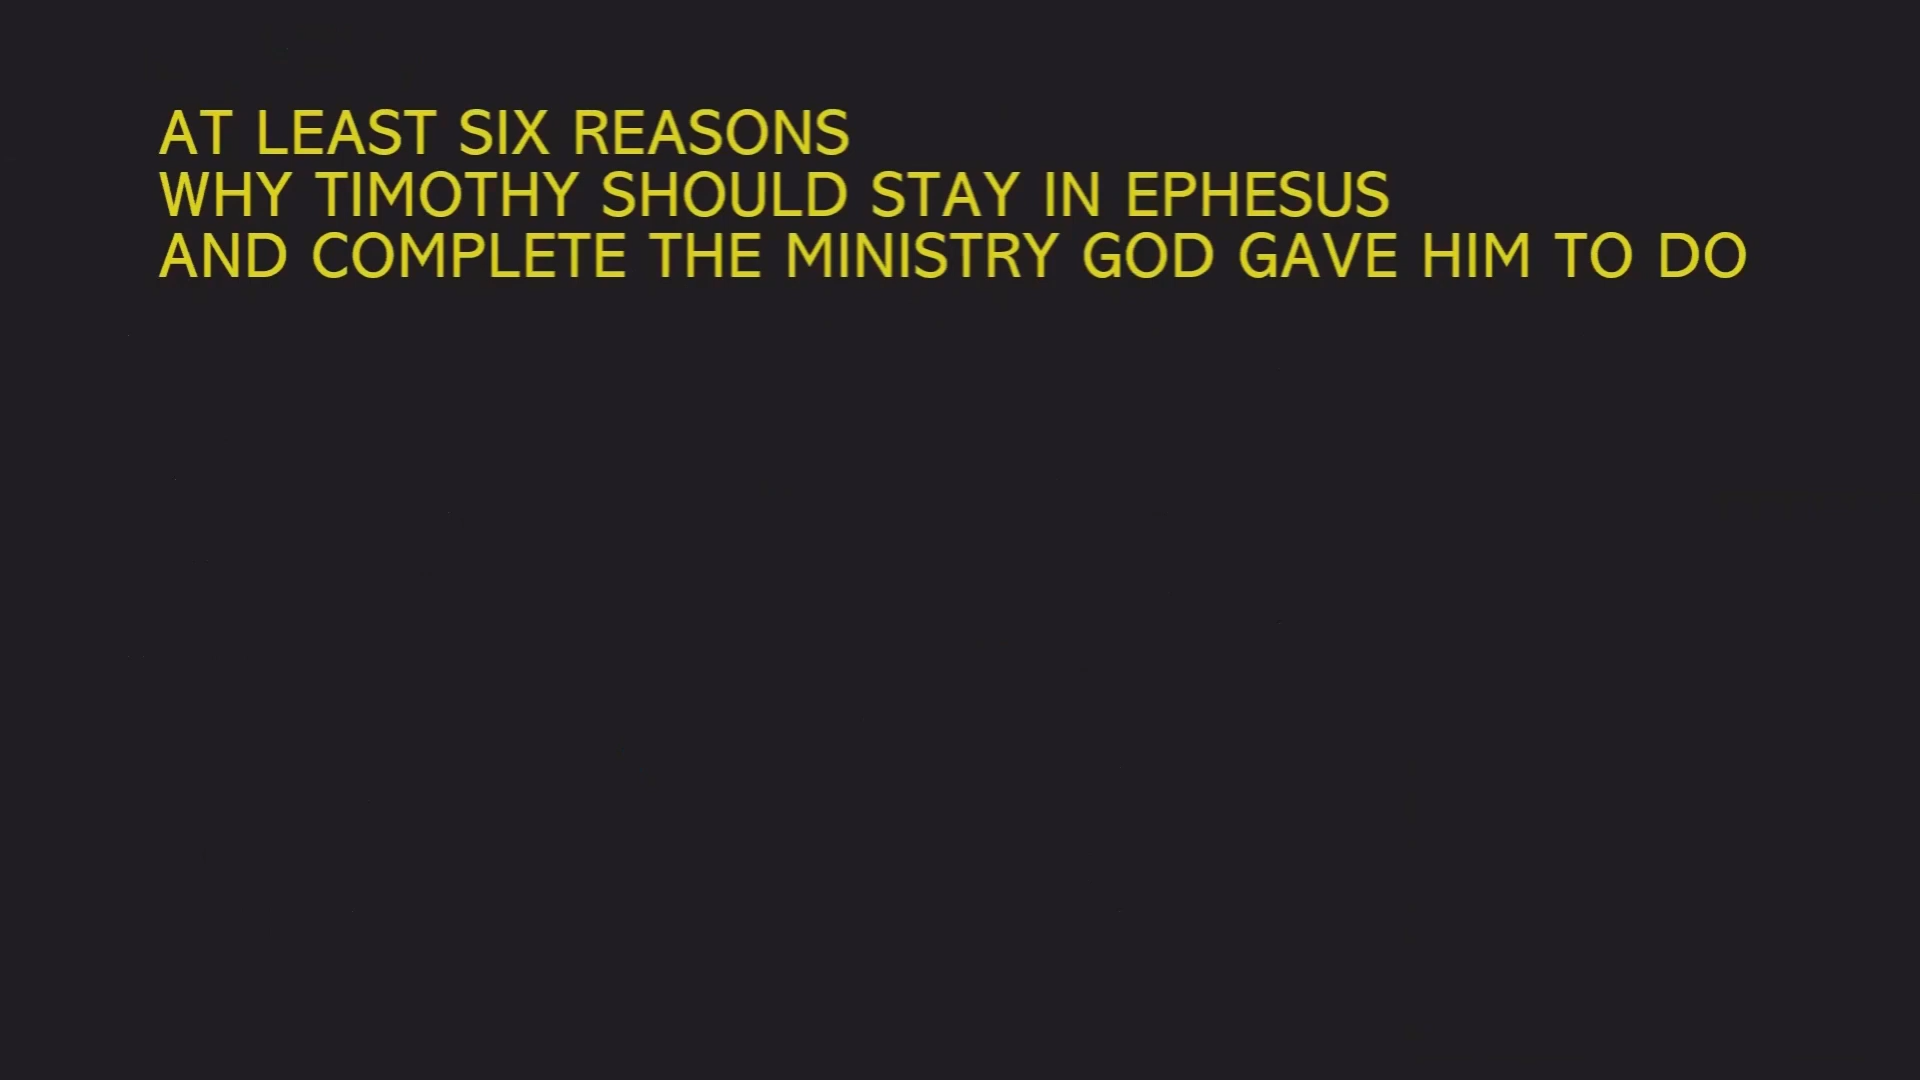 AT LEAST SIX REASONS
WHY TIMOTHY SHOULD STAY IN EPHESUS
AND COMPLETE THE MINISTRY GOD GAVE HIM TO DO